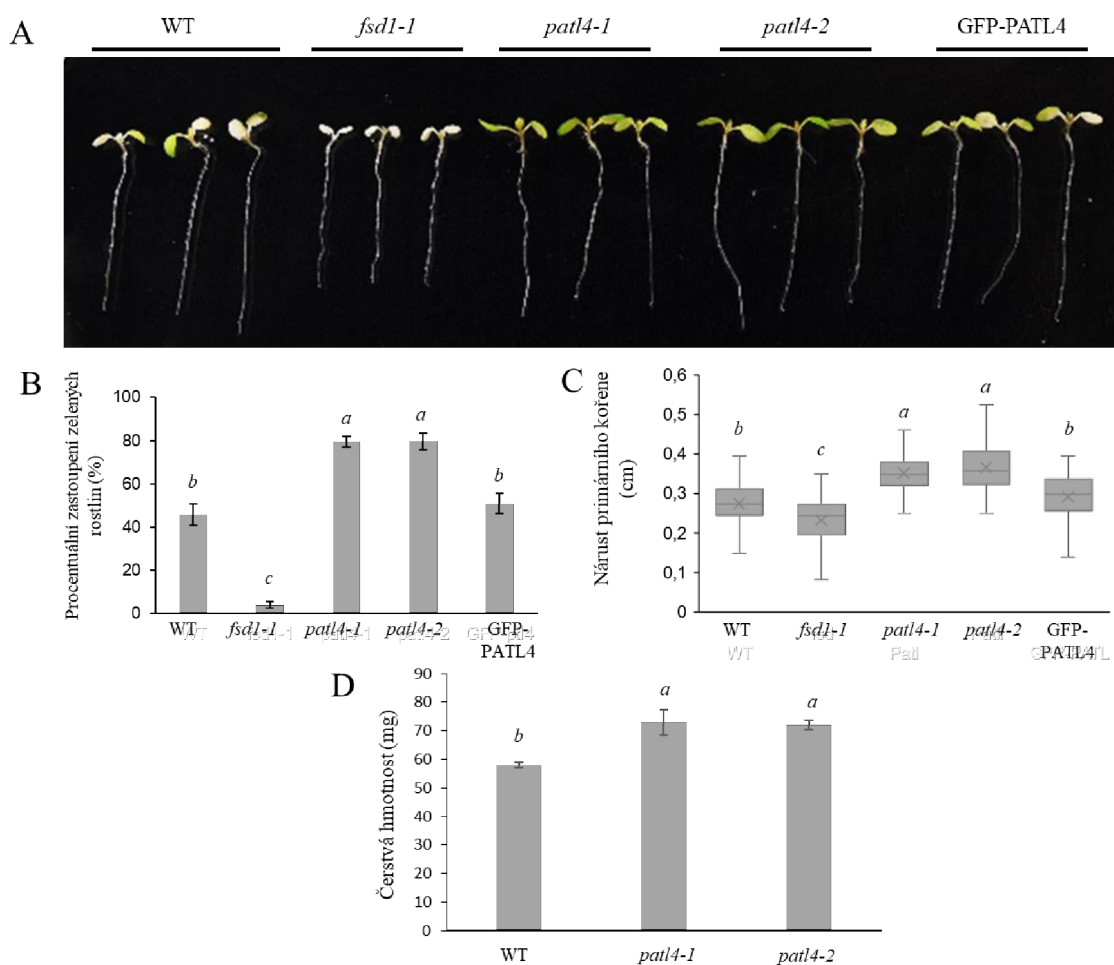 A
WT fsd1-1 patl4-1 patl4-2 GFP-PATL4
B
Procentuální zastoupení zelených
rostlin (%)
100
80
60
40
20
0
b
c
a
a
b
WT fsd1-1 patl4-1 patl4-2 GFP-
PATL4
C
Nárust primárního kořene
(cm)
0,6
0,5
0,4
0,3
0,2
0,1
0
b
c
a
a
b
WT fsd1-1 patl4-1 patl4-2 GFP-
PATL4
WT Patl
D
Čerstvá hmotnost (mg)
90
80
70
60
50
40
30
20
10
0
b
a
a
WT patl4-1 patl4-2